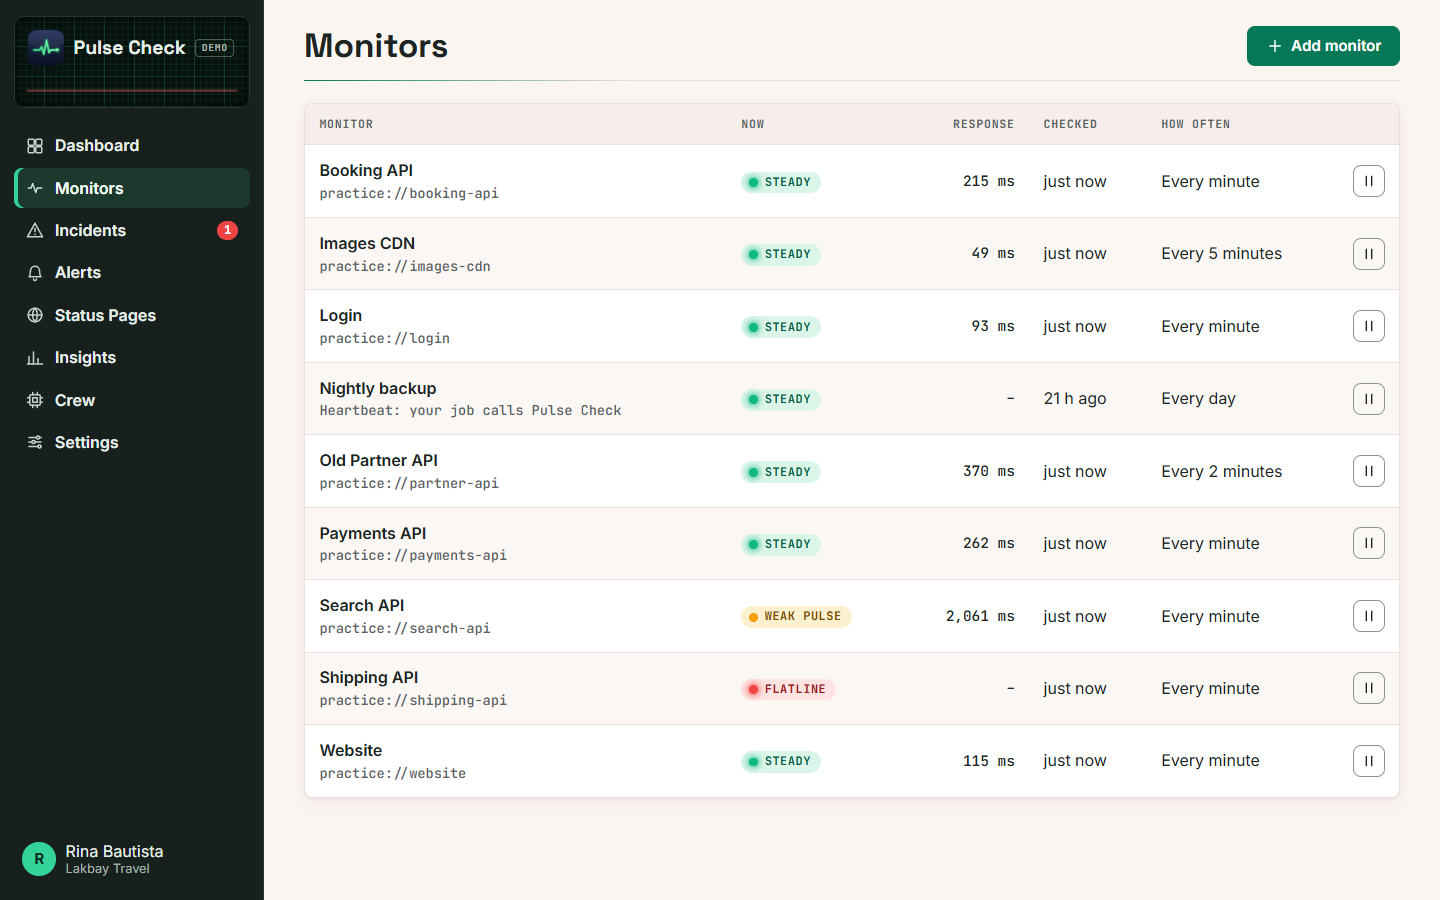 Pulse Check DEMO
Dashboard
Monitors
Incidents 1
Alerts
Status Pages
Insights
Crew
Settings
R
Rina Bautista
Lakbay Travel
Monitors
Add monitor
MONITOR NOW RESPONSE CHECKED HOW OFTEN
Booking API
practice://booking-api
STEADY 215 ms just now Every minute
Images CDN
practice://images-cdn
STEADY 49 ms just now Every 5 minutes
Login
practice://login
STEADY 93 ms just now Every minute
Nightly backup
Heartbeat: your job calls Pulse Check
STEADY – 21 h ago Every day
Old Partner API
practice://partner-api
STEADY 370 ms just now Every 2 minutes
Payments API
practice://payments-api
STEADY 262 ms just now Every minute
Search API
practice://search-api
WEAK PULSE 2,061 ms just now Every minute
Shipping API
practice://shipping-api
FLATLINE – just now Every minute
Website
practice://website
STEADY 115 ms just now Every minute